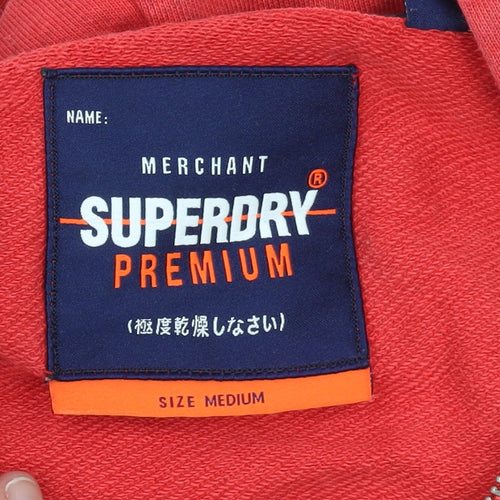 NAME:
MERCHANT
SUPERDRY®
PREMIUM
(極度乾燥しなさい)
SIZE MEDIUM